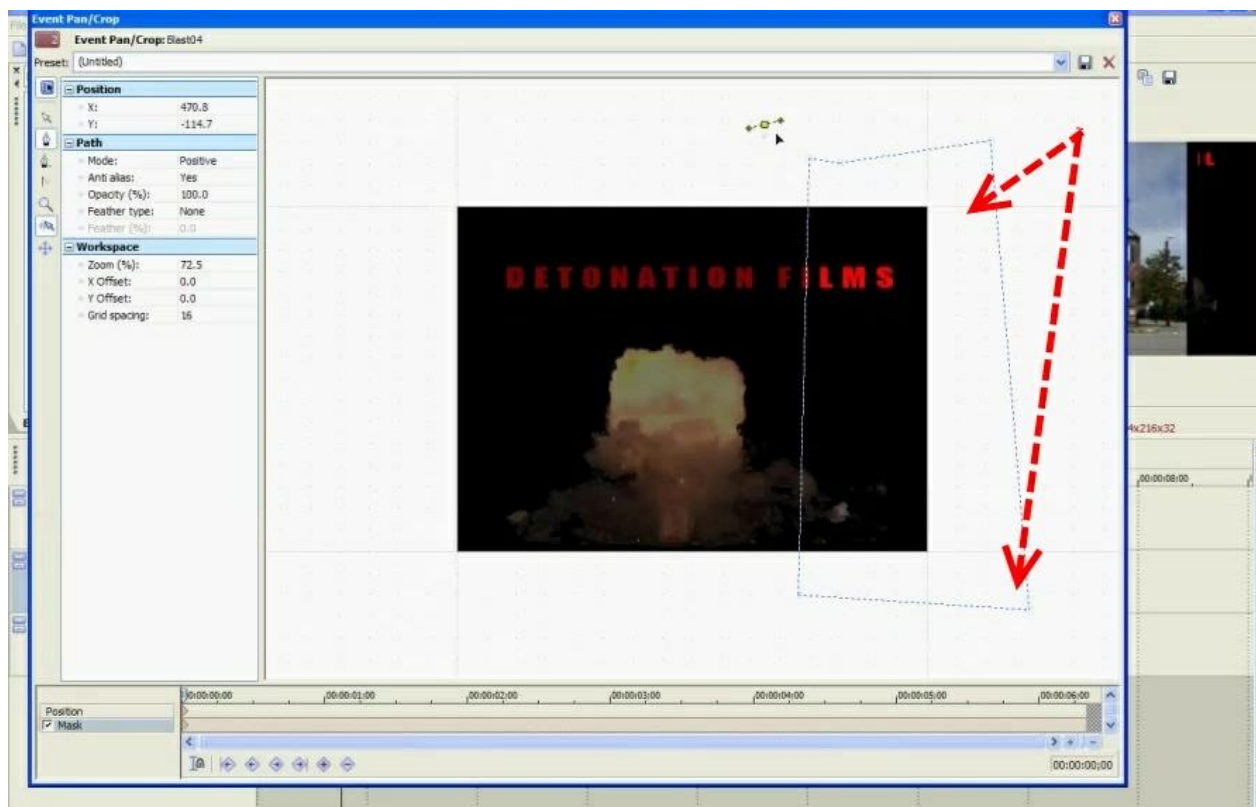 Event Pan/Crop
Event Pan/Crop: Blast04
Preset: (Untitled)
Position
X: 470.8
Y: -114.7
Path
Mode: Positive
Anti alias: Yes
Opacity (%): 100.0
Feather type: None
Feather (%): 0.0
Workspace
Zoom (%): 72.5
X Offset: 0.0
Y Offset: 0.0
Grid spacing: 16
DETONATION FILMS
4x216x32
00:00:08:00
00:00:00:00 00:00:01:00 00:00:02:00 00:00:03:00 00:00:04:00 00:00:05:00 00:00:06:00
Position
Mask
00:00:00;00